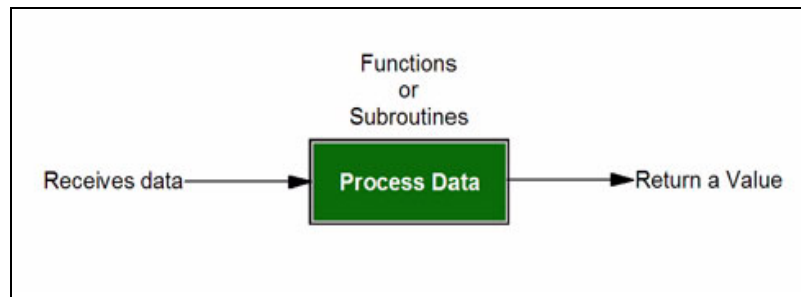 Functions
or
Subroutines
Receives data
Process Data
Return a Value